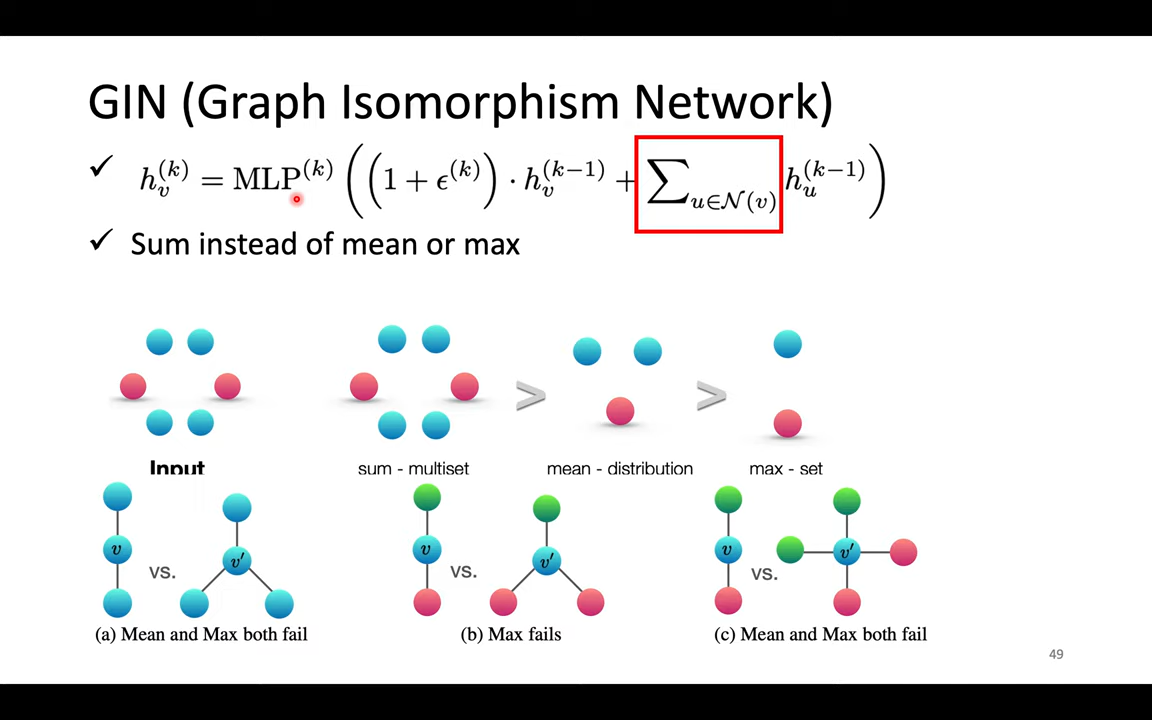 GIN (Graph Isomorphism Network)
✓ h_v^{(k)} = MLP^{(k)} ( ( 1 + ϵ^{(k)} ) · h_v^{(k−1)} + ∑_{u∈𝒩(v)} h_u^{(k−1)} )
✓ Sum instead of mean or max
> >
Input sum - multiset mean - distribution max - set
v vs. v′ v vs. v′ v vs. v′
(a) Mean and Max both fail (b) Max fails (c) Mean and Max both fail
49